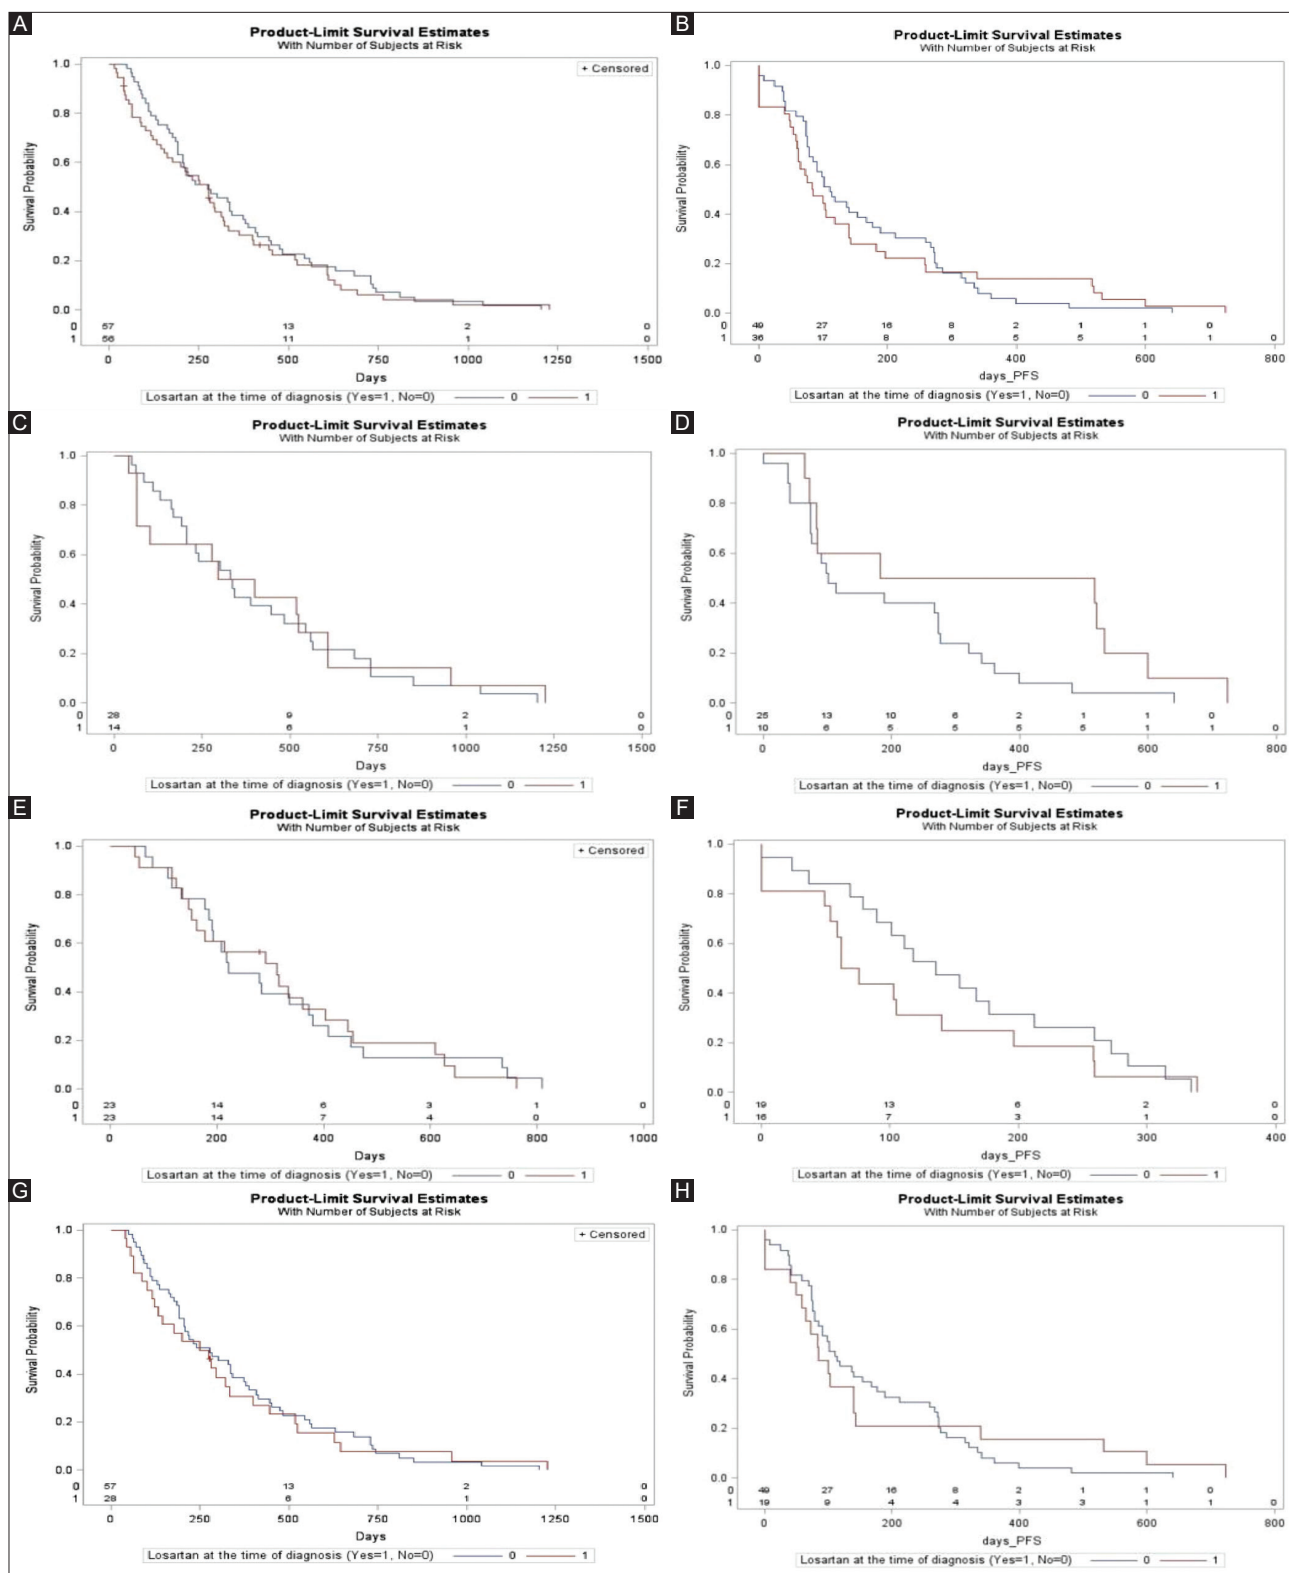 A
Product-Limit Survival Estimates
With Number of Subjects at Risk
+ Censored
1.0
0.8
0.6
0.4
0.2
0.0
Survival Probability
0 57 13 2 0
1 56 11 1 0
0 250 500 750 1000 1250 1500
Days
Losartan at the time of diagnosis (Yes=1, No=0) 0 1
B
Product-Limit Survival Estimates
With Number of Subjects at Risk
1.0
0.8
0.6
0.4
0.2
0.0
Survival Probability
0 49 27 16 8 2 1 1 0
1 36 17 8 6 5 5 1 1 0
0 200 400 600 800
days_PFS
Losartan at the time of diagnosis (Yes=1, No=0) 0 1
C
Product-Limit Survival Estimates
With Number of Subjects at Risk
1.0
0.8
0.6
0.4
0.2
0.0
Survival Probability
0 28 9 2 0
1 14 6 1 0
0 250 500 750 1000 1250 1500
Days
Losartan at the time of diagnosis (Yes=1, No=0) 0 1
D
Product-Limit Survival Estimates
With Number of Subjects at Risk
1.0
0.8
0.6
0.4
0.2
0.0
Survival Probability
0 25 13 10 6 2 1 1 0
1 10 6 5 5 5 5 1 1 0
0 200 400 600 800
days_PFS
Losartan at the time of diagnosis (Yes=1, No=0) 0 1
E
Product-Limit Survival Estimates
With Number of Subjects at Risk
+ Censored
1.0
0.8
0.6
0.4
0.2
0.0
Survival Probability
0 23 14 6 3 1 0
1 23 14 7 4 0
0 200 400 600 800 1000
Days
Losartan at the time of diagnosis (Yes=1, No=0) 0 1
F
Product-Limit Survival Estimates
With Number of Subjects at Risk
1.0
0.8
0.6
0.4
0.2
0.0
Survival Probability
0 19 13 6 2 0
1 16 7 3 1 0
0 100 200 300 400
days_PFS
Losartan at the time of diagnosis (Yes=1, No=0) 0 1
G
Product-Limit Survival Estimates
With Number of Subjects at Risk
+ Censored
1.0
0.8
0.6
0.4
0.2
0.0
Survival Probability
0 57 13 2 0
1 28 6 1 0
0 250 500 750 1000 1250 1500
Days
Losartan at the time of diagnosis (Yes=1, No=0) 0 1
H
Product-Limit Survival Estimates
With Number of Subjects at Risk
1.0
0.8
0.6
0.4
0.2
0.0
Survival Probability
0 49 27 16 8 2 1 1 0
1 19 9 4 4 3 3 1 1 0
0 200 400 600 800
days_PFS
Losartan at the time of diagnosis (Yes=1, No=0) 0 1